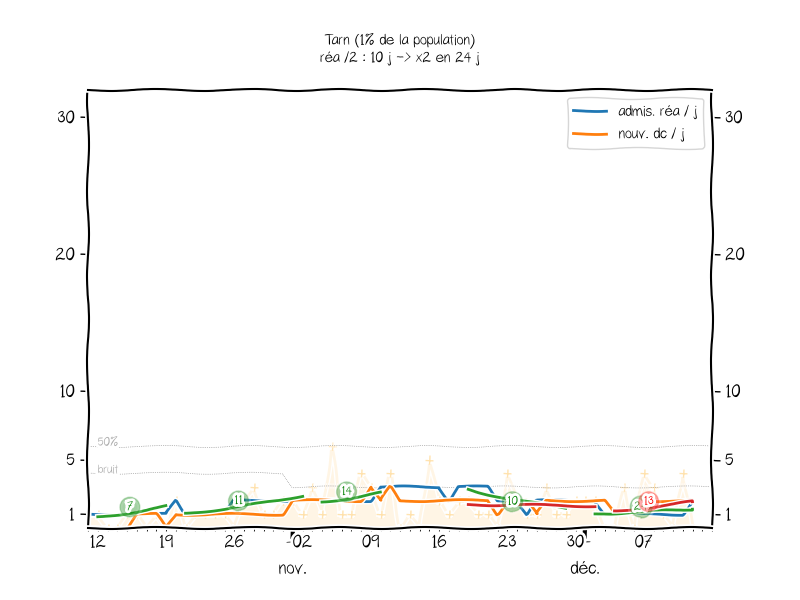 Tarn (1% de la population)
réa /2 : 10 j -> x2 en 24 j
admis. réa / j
nouv. dc / j
30 30
20 20
10 10
50%
5 5
bruit
7 11 14 10 13
1 1
12 19 26 02 09 16 23 30 07
nov. déc.